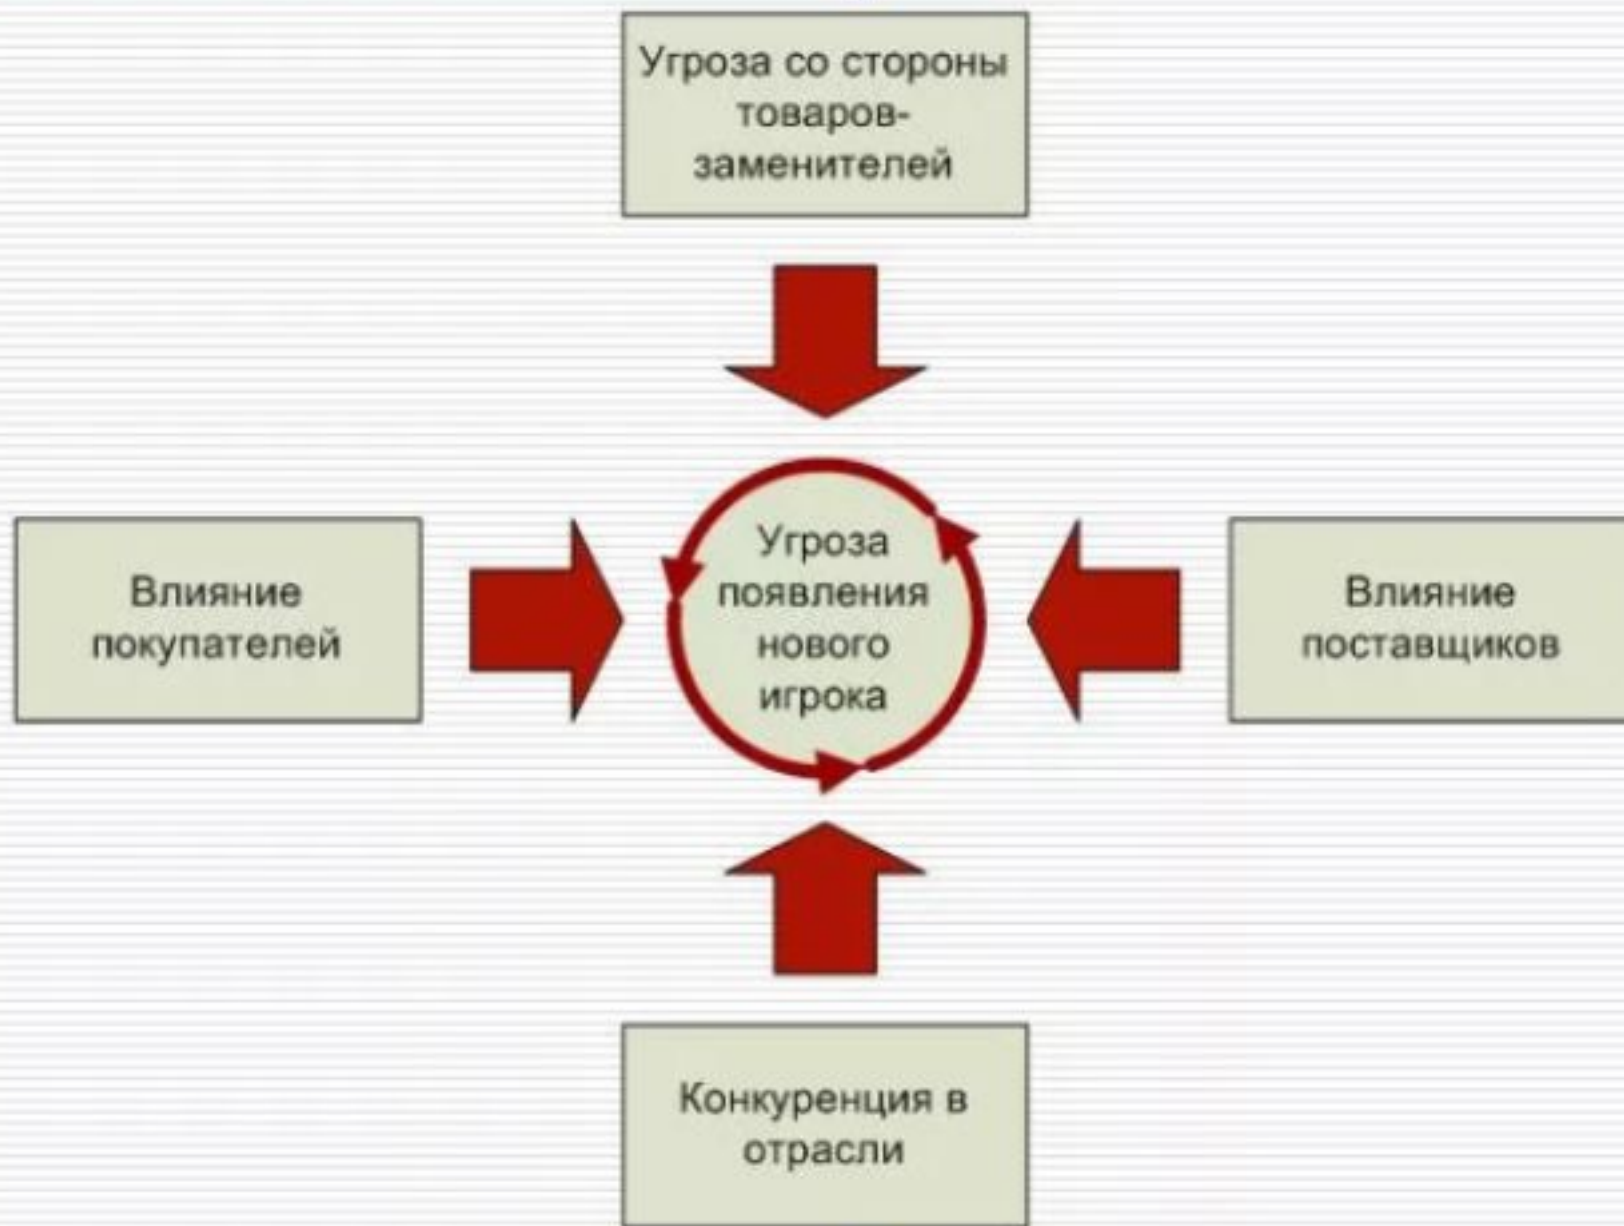 Угроза со стороны
товаров-
заменителей
Влияние
покупателей
Угроза
появления
нового
игрока
Влияние
поставщиков
Конкуренция в
отрасли